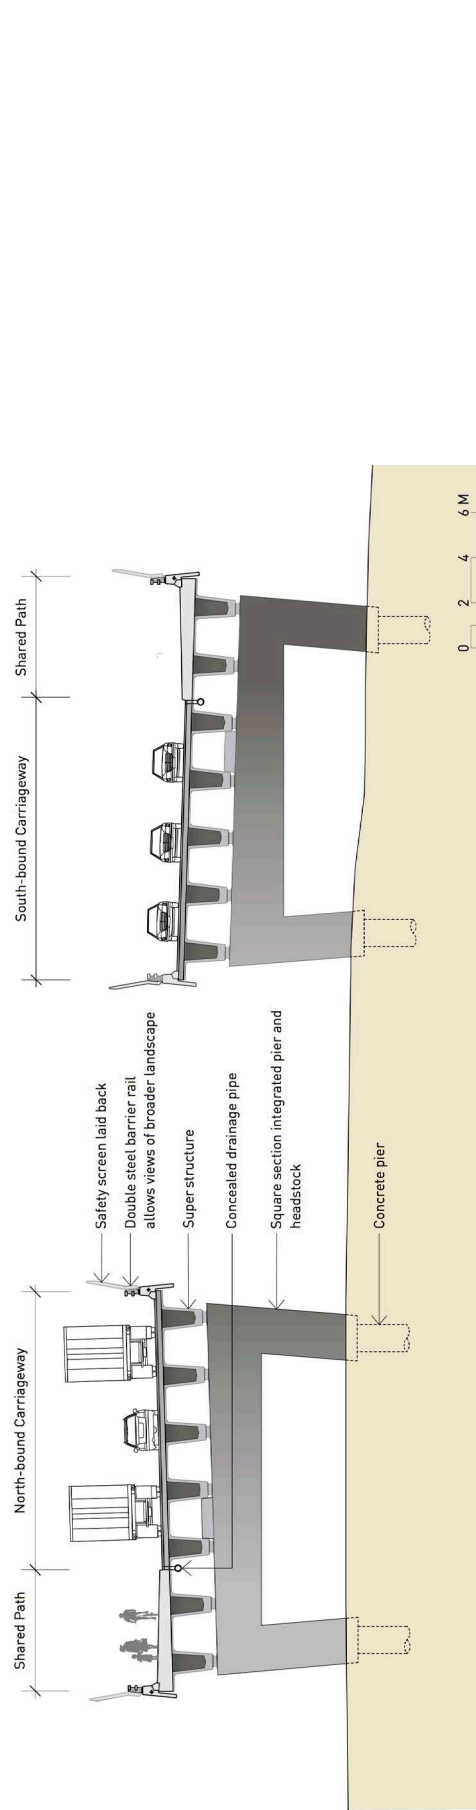 Shared Path
North-bound Carriageway
South-bound Carriageway
Shared Path
Safety screen laid back
Double steel barrier rail
allows views of broader landscape
Super structure
Concealed drainage pipe
Square section integrated pier and
headstock
Concrete pier
0 2 4 6 M